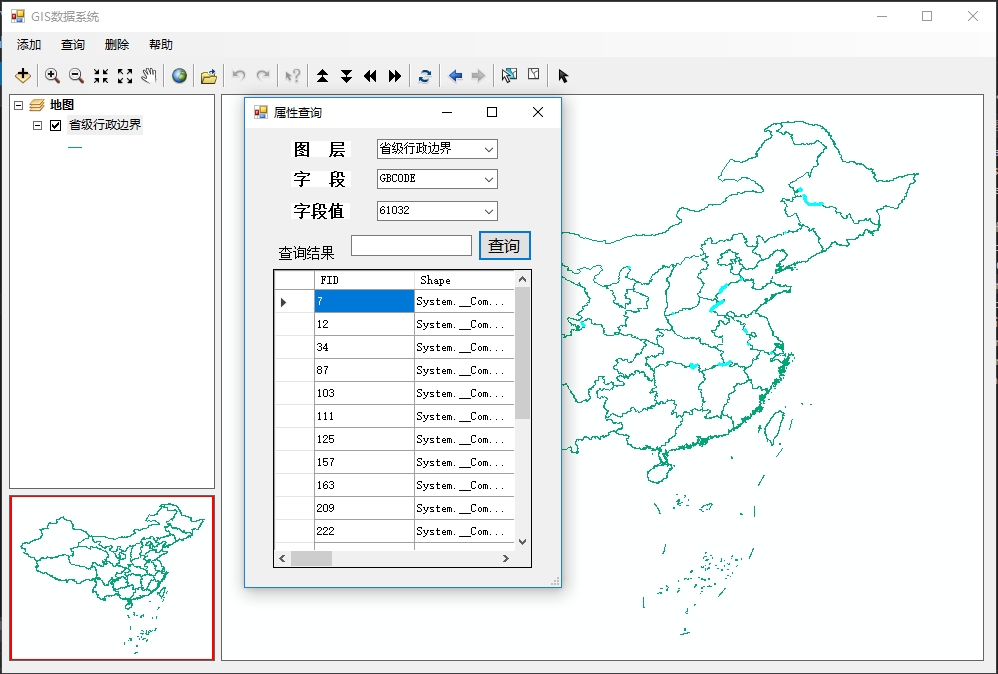 GIS数据系统
添加 查询 删除 帮助
地图
省级行政边界
属性查询
图 层 省级行政边界
字 段 GBCODE
字段值 61032
查询结果 查询
FID Shape
7 System.__Com...
12 System.__Com...
34 System.__Com...
87 System.__Com...
103 System.__Com...
111 System.__Com...
125 System.__Com...
157 System.__Com...
163 System.__Com...
209 System.__Com...
222 System.__Com...